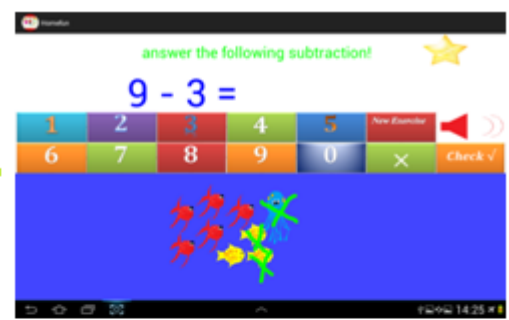 Homefun
answer the following subtraction!
9 - 3 =
1 2 3 4 5 New Exercise
6 7 8 9 0 × Check √
14:25